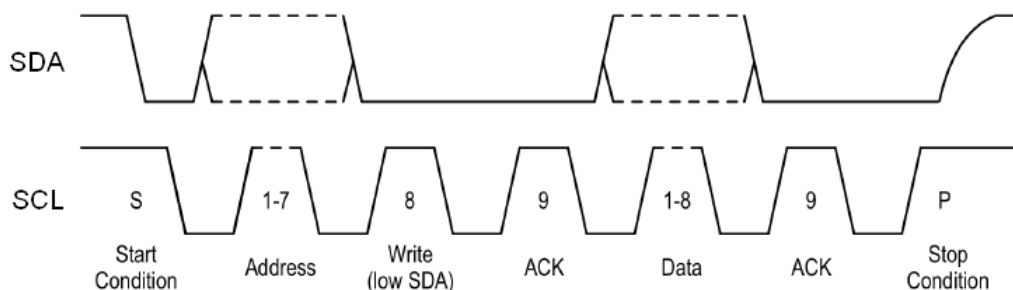 SDA
SCL
S 1-7 8 9 1-8 9 P
Start Condition
Address
Write (low SDA)
ACK
Data
ACK
Stop Condition